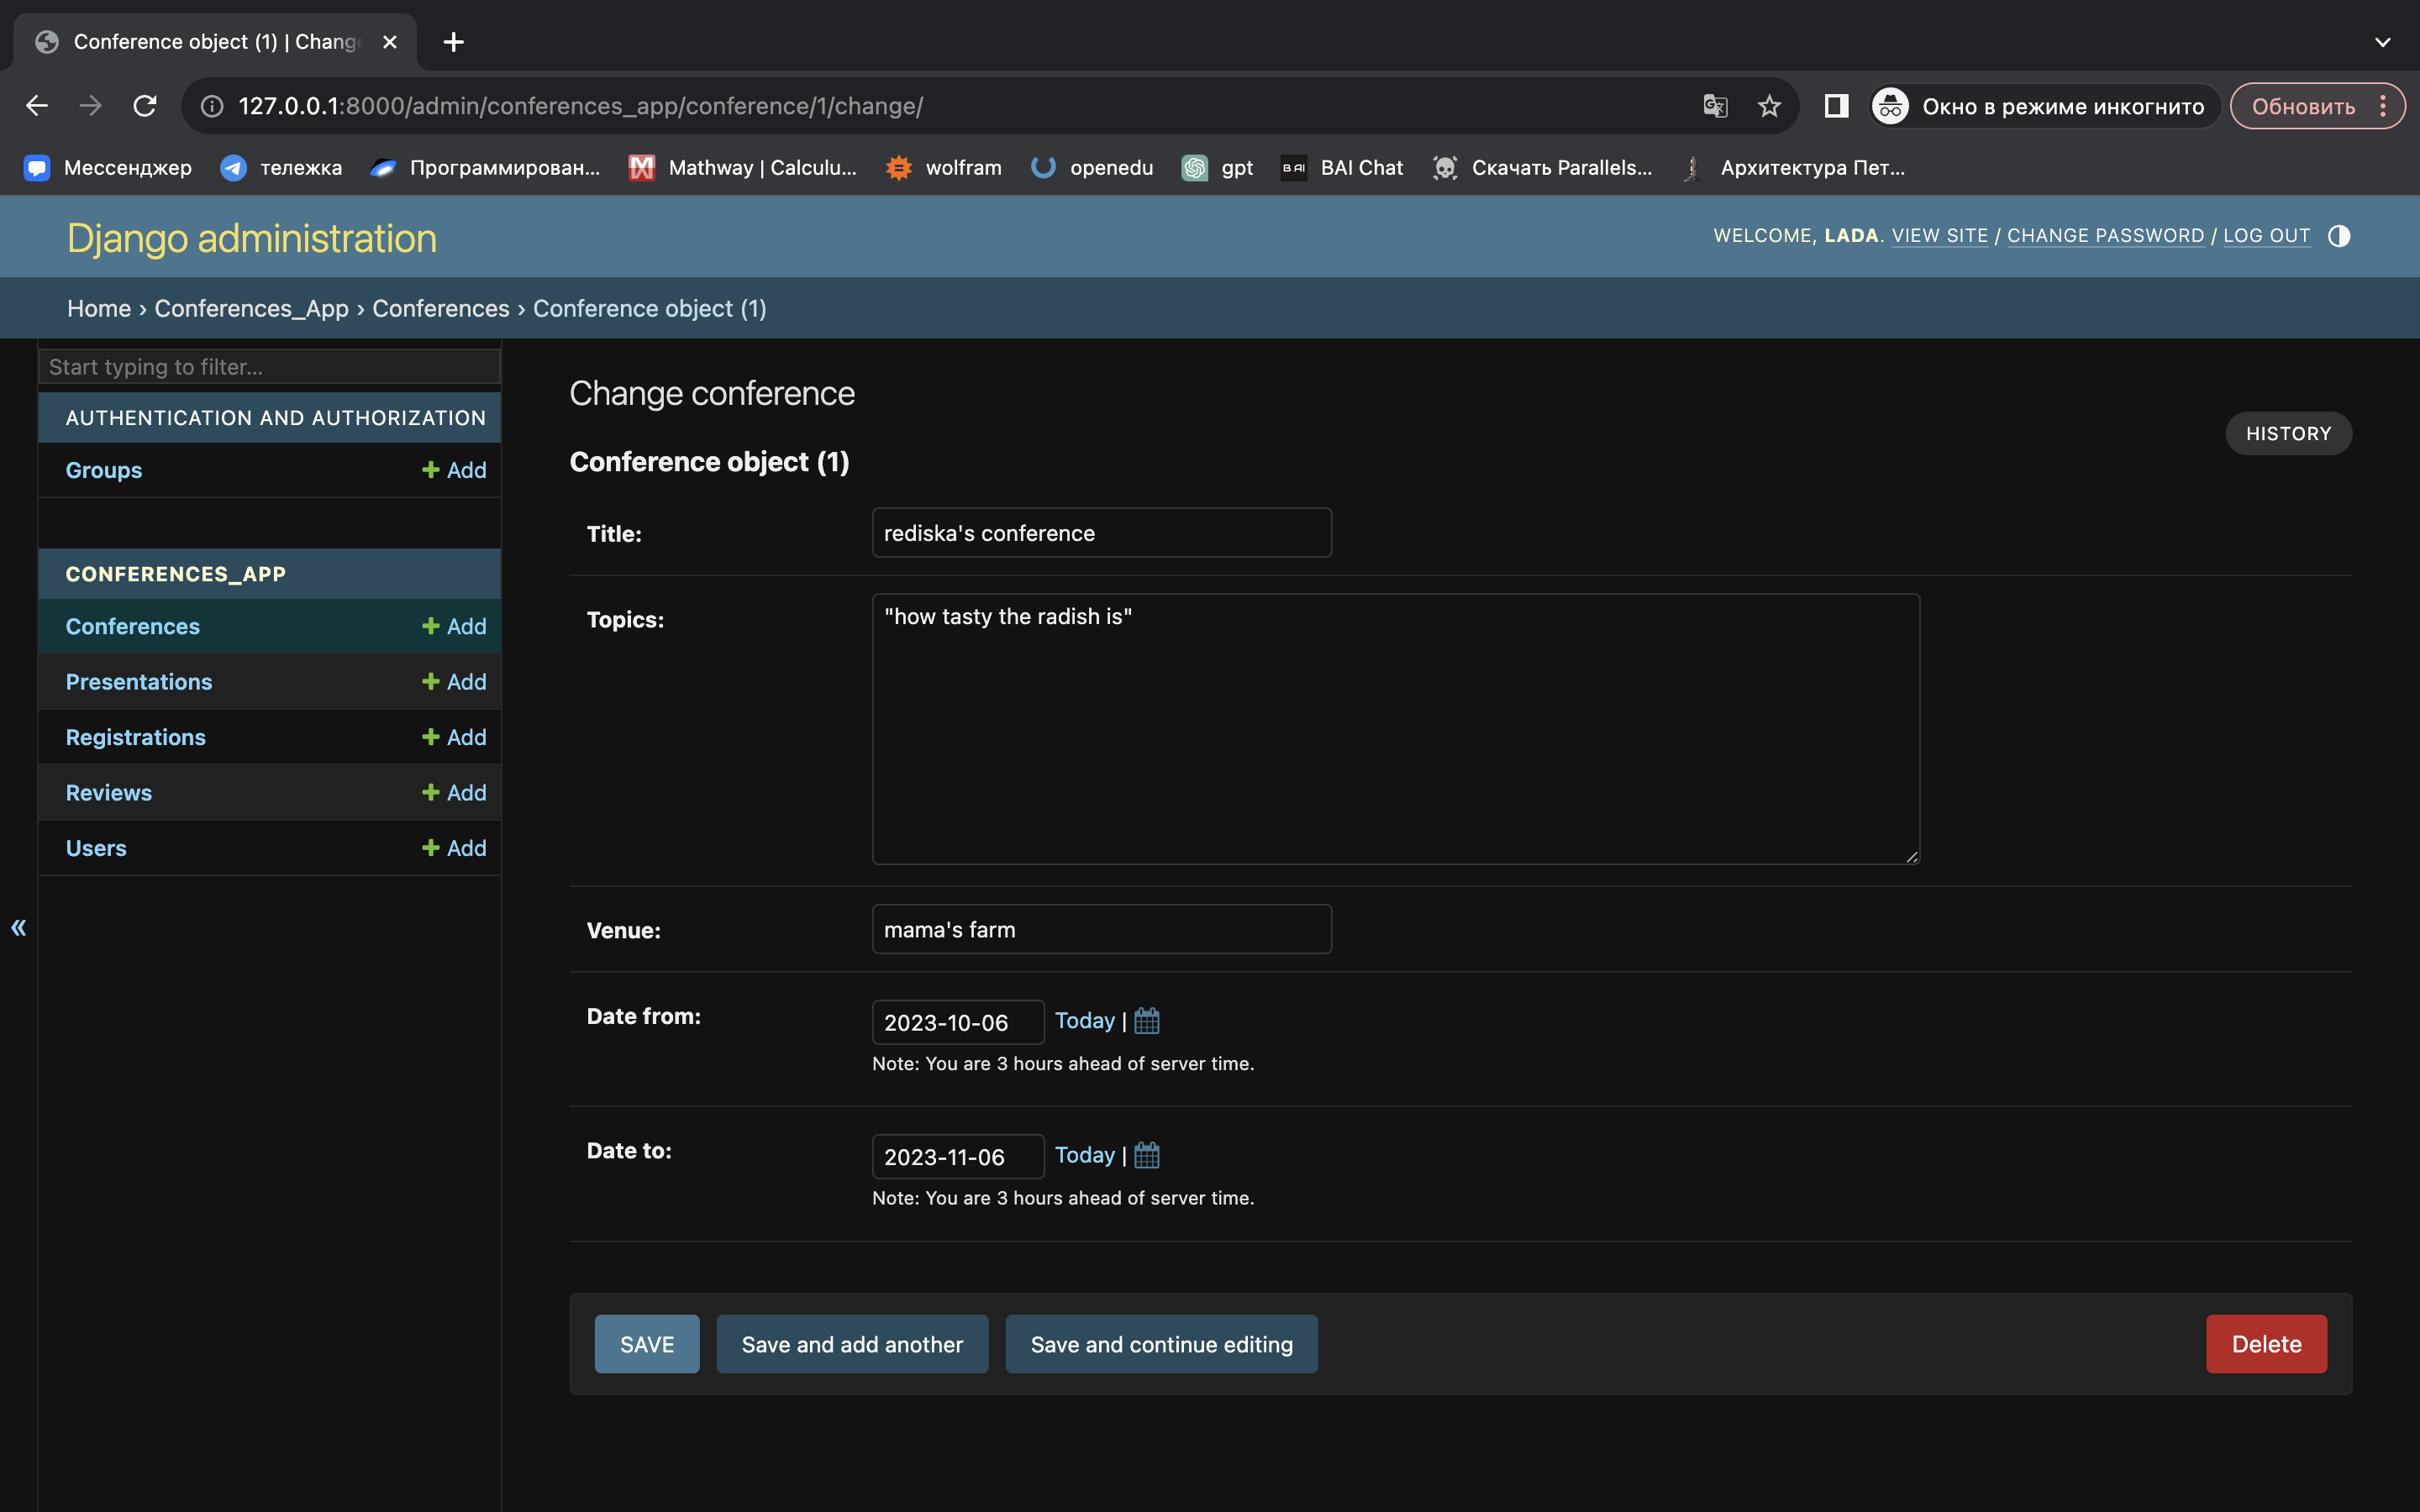 Conference object (1) | Chang
127.0.0.1:8000/admin/conferences_app/conference/1/change/
Окно в режиме инкогнито
Обновить
Мессенджер
тележка
Программирован...
Mathway | Calculu...
wolfram
openedu
gpt
BAI Chat
Скачать Parallels...
Архитектура Пет...
Django administration
WELCOME, LADA. VIEW SITE / CHANGE PASSWORD / LOG OUT
Home › Conferences_App › Conferences › Conference object (1)
Start typing to filter...
AUTHENTICATION AND AUTHORIZATION
Groups + Add
CONFERENCES_APP
Conferences + Add
Presentations + Add
Registrations + Add
Reviews + Add
Users + Add
«
Change conference
HISTORY
Conference object (1)
Title: rediska's conference
Topics: "how tasty the radish is"
Venue: mama's farm
Date from: 2023-10-06 Today |
Note: You are 3 hours ahead of server time.
Date to: 2023-11-06 Today |
Note: You are 3 hours ahead of server time.
SAVE Save and add another Save and continue editing Delete